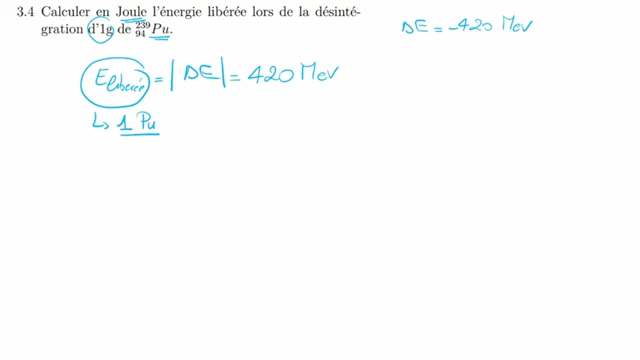 3.4 Calculer en Joule l'énergie libérée lors de la désinté-
gration d'1g de ²³⁹₉₄Pu.
ΔE = -420 MeV
E libérée = |ΔE| = 420 MeV
↳ 1 Pu